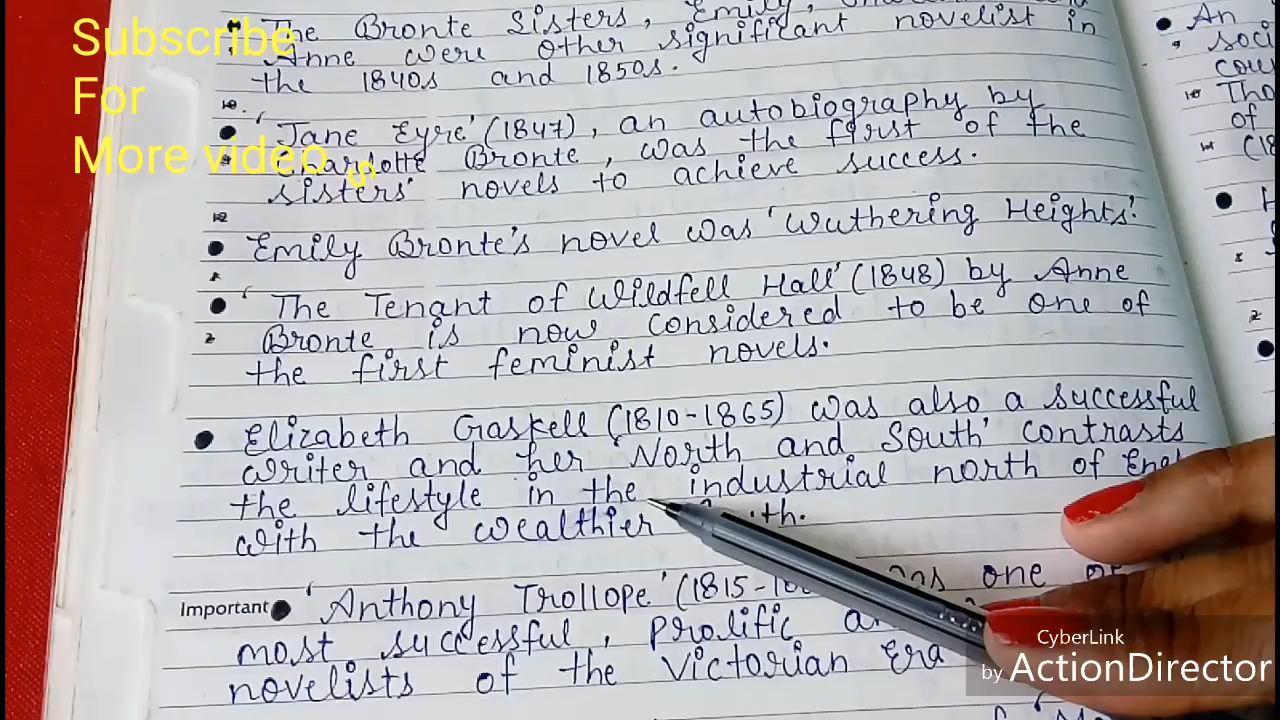 Subscribe
For
More video s
The Bronte Sisters, Emily,
Anne were other significant novelist in
the 1840s and 1850s.
'Jane Eyre' (1847), an autobiography by
Charlotte Bronte, was the first of the
sisters' novels to achieve success.
Emily Bronte's novel was 'Wuthering Heights'.
'The Tenant of Wildfell Hall' (1848) by Anne
Bronte is now considered to be one of
the first feminist novels.
Elizabeth Gaskell (1810-1865) was also a successful
writer and her 'North and South' contrasts
the lifestyle in the industrial north of
with the wealthier
Important
'Anthony Trollope' (1815- one
most successful, prolific
novelists of the Victorian Era
An
of
CyberLink
by ActionDirector